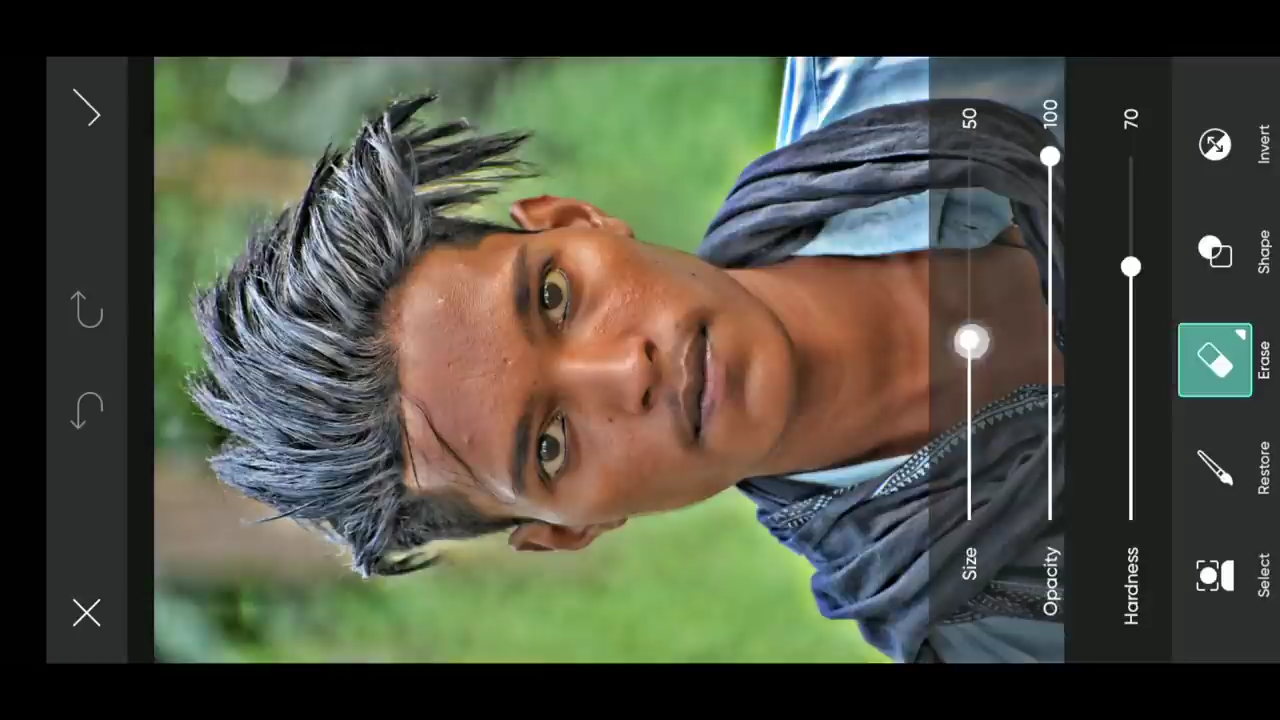 Size 50
Opacity 100
Hardness 70
Select
Restore
Erase
Shape
Invert